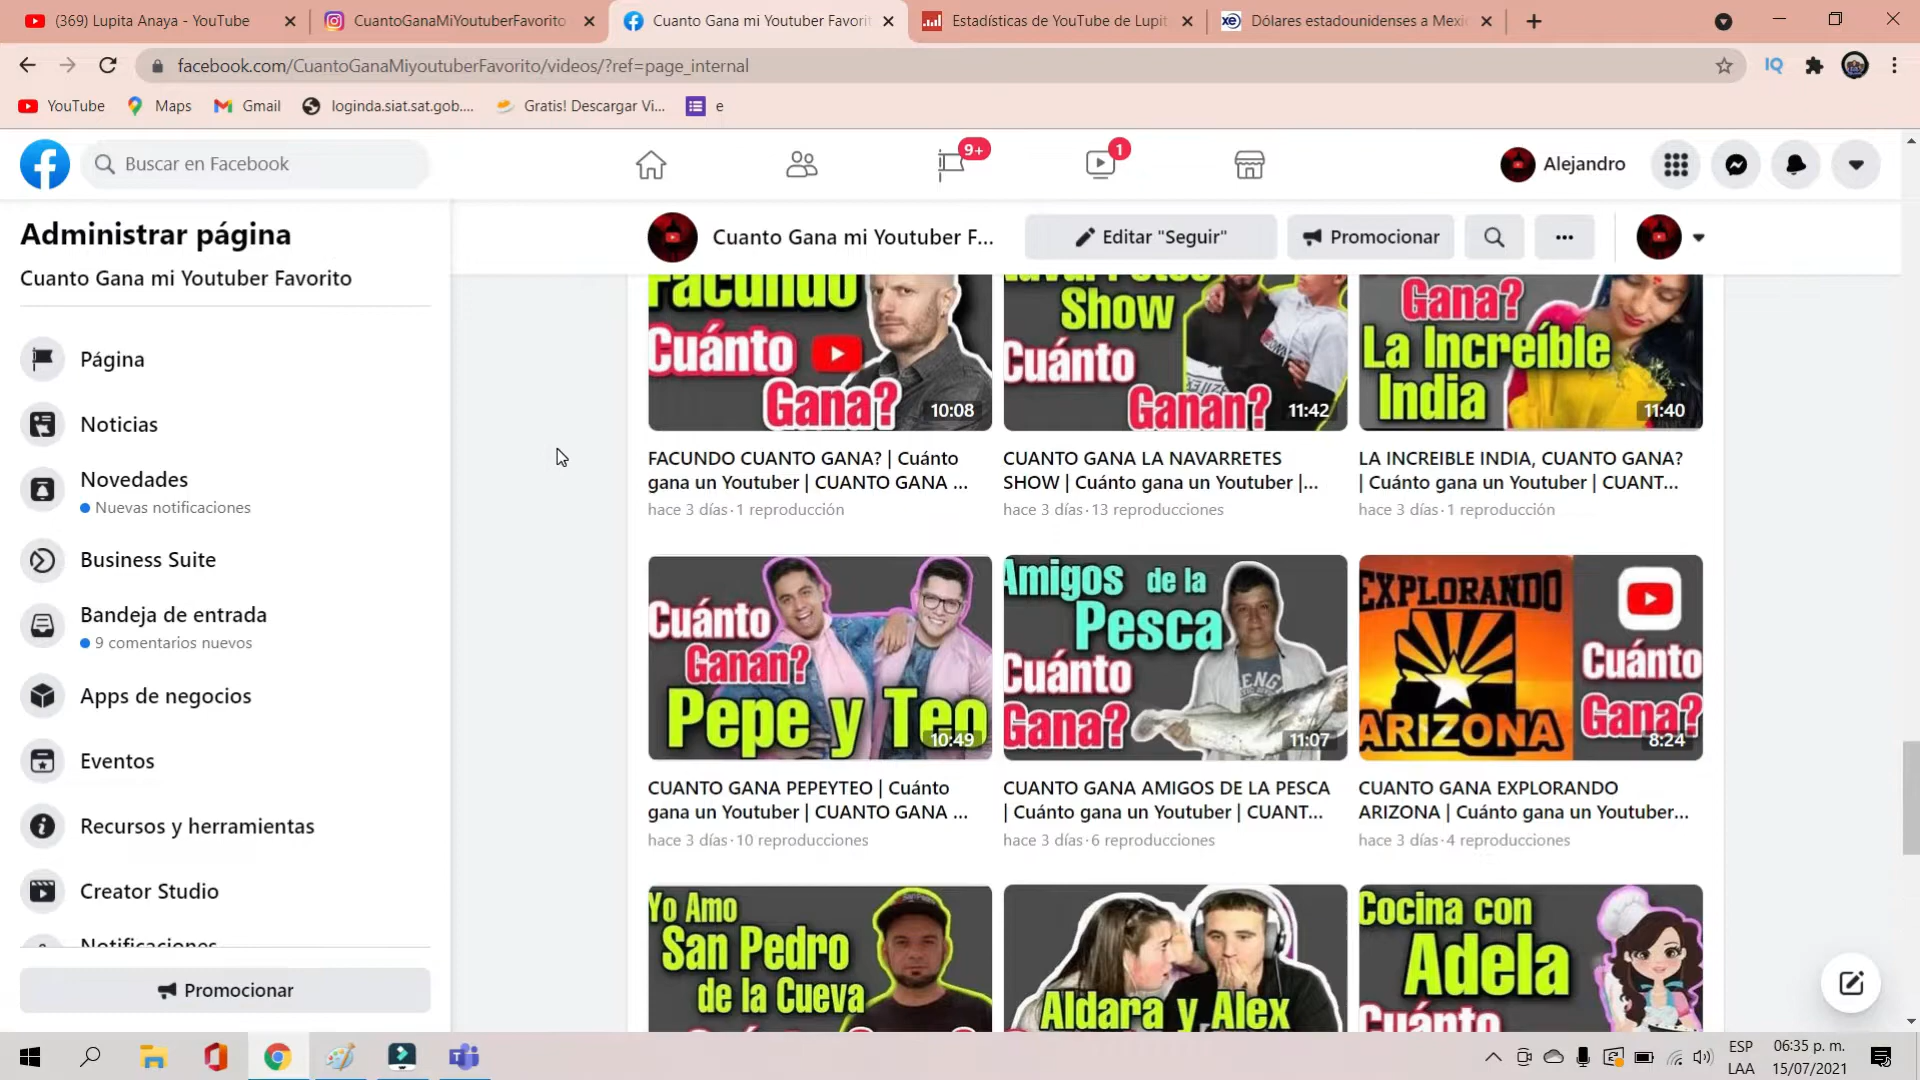 (369) Lupita Anaya - YouTube
CuantoGanaMiYoutuberFavorito
Cuanto Gana mi Youtuber Favorit
Estadísticas de YouTube de Lupit
xe
Dólares estadounidenses a Mexi
facebook.com/CuantoGanaMiyoutuberFavorito/videos/?ref=page_internal
IQ
YouTube
Maps
Gmail
loginda.siat.sat.gob....
Gratis! Descargar Vi...
e
Buscar en Facebook
9+
1
Alejandro
Administrar página
Cuanto Gana mi Youtuber Favorito
Cuanto Gana mi Youtuber F...
Editar "Seguir"
Promocionar
Página
Noticias
Novedades
Nuevas notificaciones
Business Suite
Bandeja de entrada
9 comentarios nuevos
Apps de negocios
Eventos
Recursos y herramientas
Creator Studio
Notificaciones
Promocionar
Facundo
Cuánto
Gana?
10:08
Show
Cuánto
Ganan?
11:42
Gana?
La Increíble
India
11:40
FACUNDO CUANTO GANA? | Cuánto
gana un Youtuber | CUANTO GANA ...
hace 3 días · 1 reproducción
CUANTO GANA LA NAVARRETES
SHOW | Cuánto gana un Youtuber |...
hace 3 días · 13 reproducciones
LA INCREIBLE INDIA, CUANTO GANA?
| Cuánto gana un Youtuber | CUANT...
hace 3 días · 1 reproducción
Cuánto
Ganan?
Pepe y Teo
10:49
Amigos de la
Pesca
Cuánto
Gana?
11:07
EXPLORANDO
ARIZONA
Cuánto
Gana?
8:24
CUANTO GANA PEPEYTEO | Cuánto
gana un Youtuber | CUANTO GANA ...
hace 3 días · 10 reproducciones
CUANTO GANA AMIGOS DE LA PESCA
| Cuánto gana un Youtuber | CUANT...
hace 3 días · 6 reproducciones
CUANTO GANA EXPLORANDO
ARIZONA | Cuánto gana un Youtuber...
hace 3 días · 4 reproducciones
Yo Amo
San Pedro
de la Cueva
Aldara y Alex
Cocina con
Adela
Cuánto
ESP
LAA
06:35 p. m.
15/07/2021